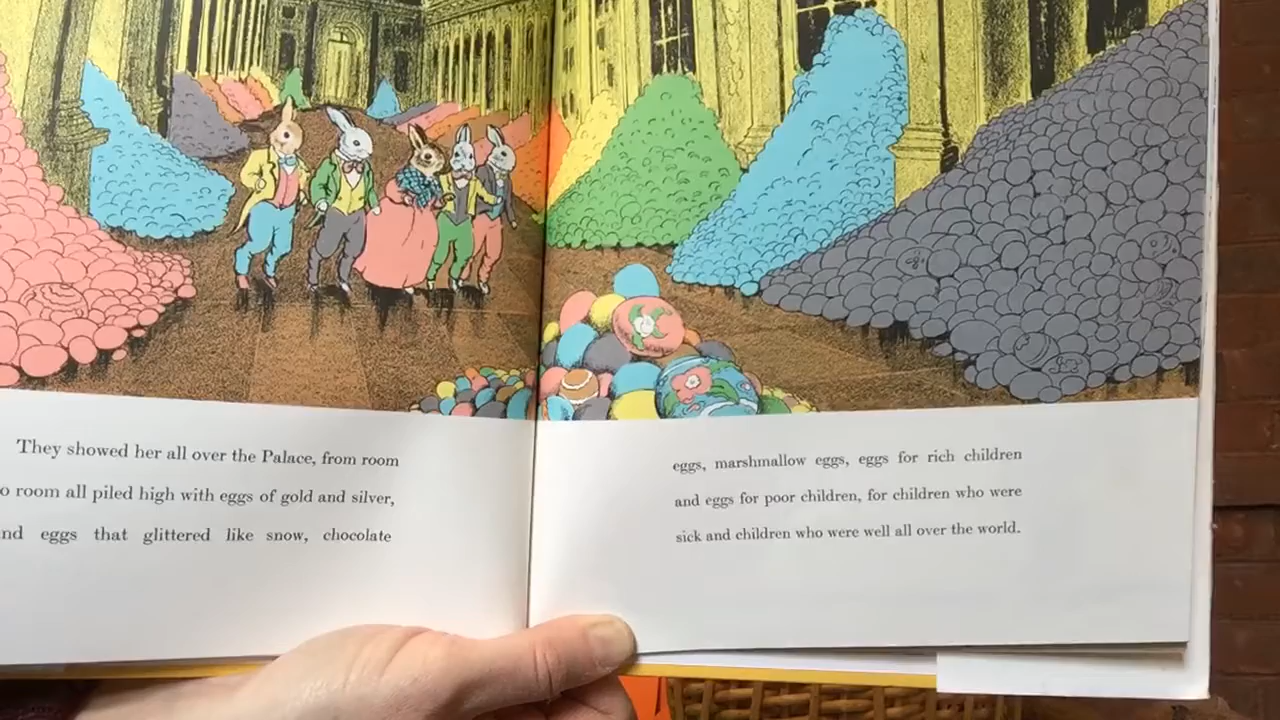 They showed her all over the Palace, from room
o room all piled high with eggs of gold and silver,
nd eggs that glittered like snow, chocolate
eggs, marshmallow eggs, eggs for rich children
and eggs for poor children, for children who were
sick and children who were well all over the world.